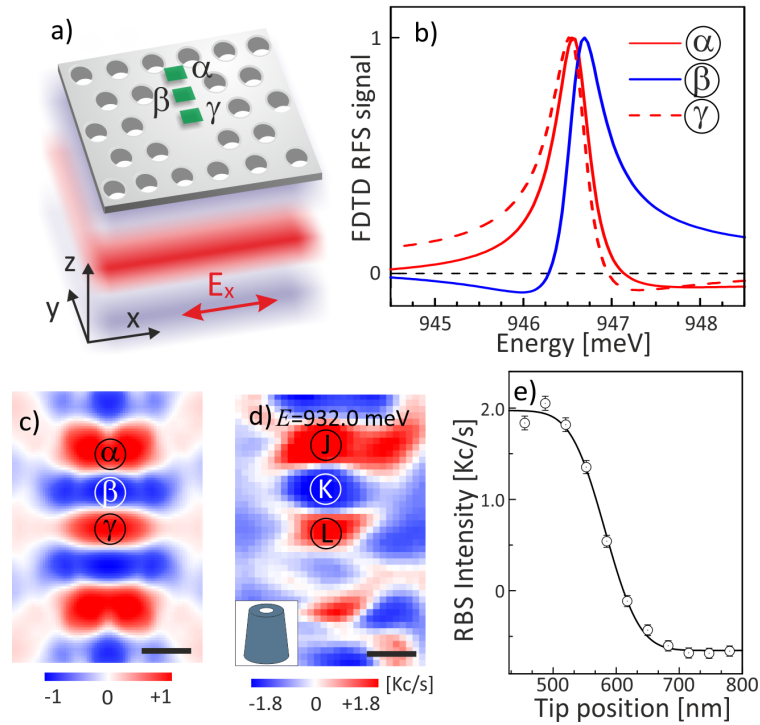 a)
α
β
γ
z
y
x
Ex
b)
FDTD RFS signal
1
0
α
β
γ
945
946
947
948
Energy [meV]
c)
α
β
γ
-1
0
+1
d)
E=932.0 meV
J
K
L
[Kc/s]
-1.8
0
+1.8
e)
RBS Intensity [Kc/s]
2.0
1.0
0
500
600
700
800
Tip position [nm]